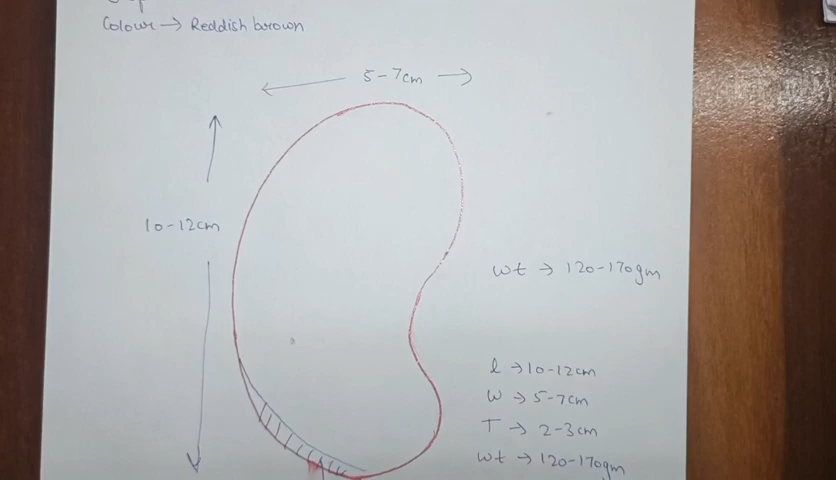 Colour → Reddish brown
5-7cm
10-12cm
wt → 120-170gm
l → 10-12cm
w → 5-7cm
T → 2-3cm
wt → 120-170gm